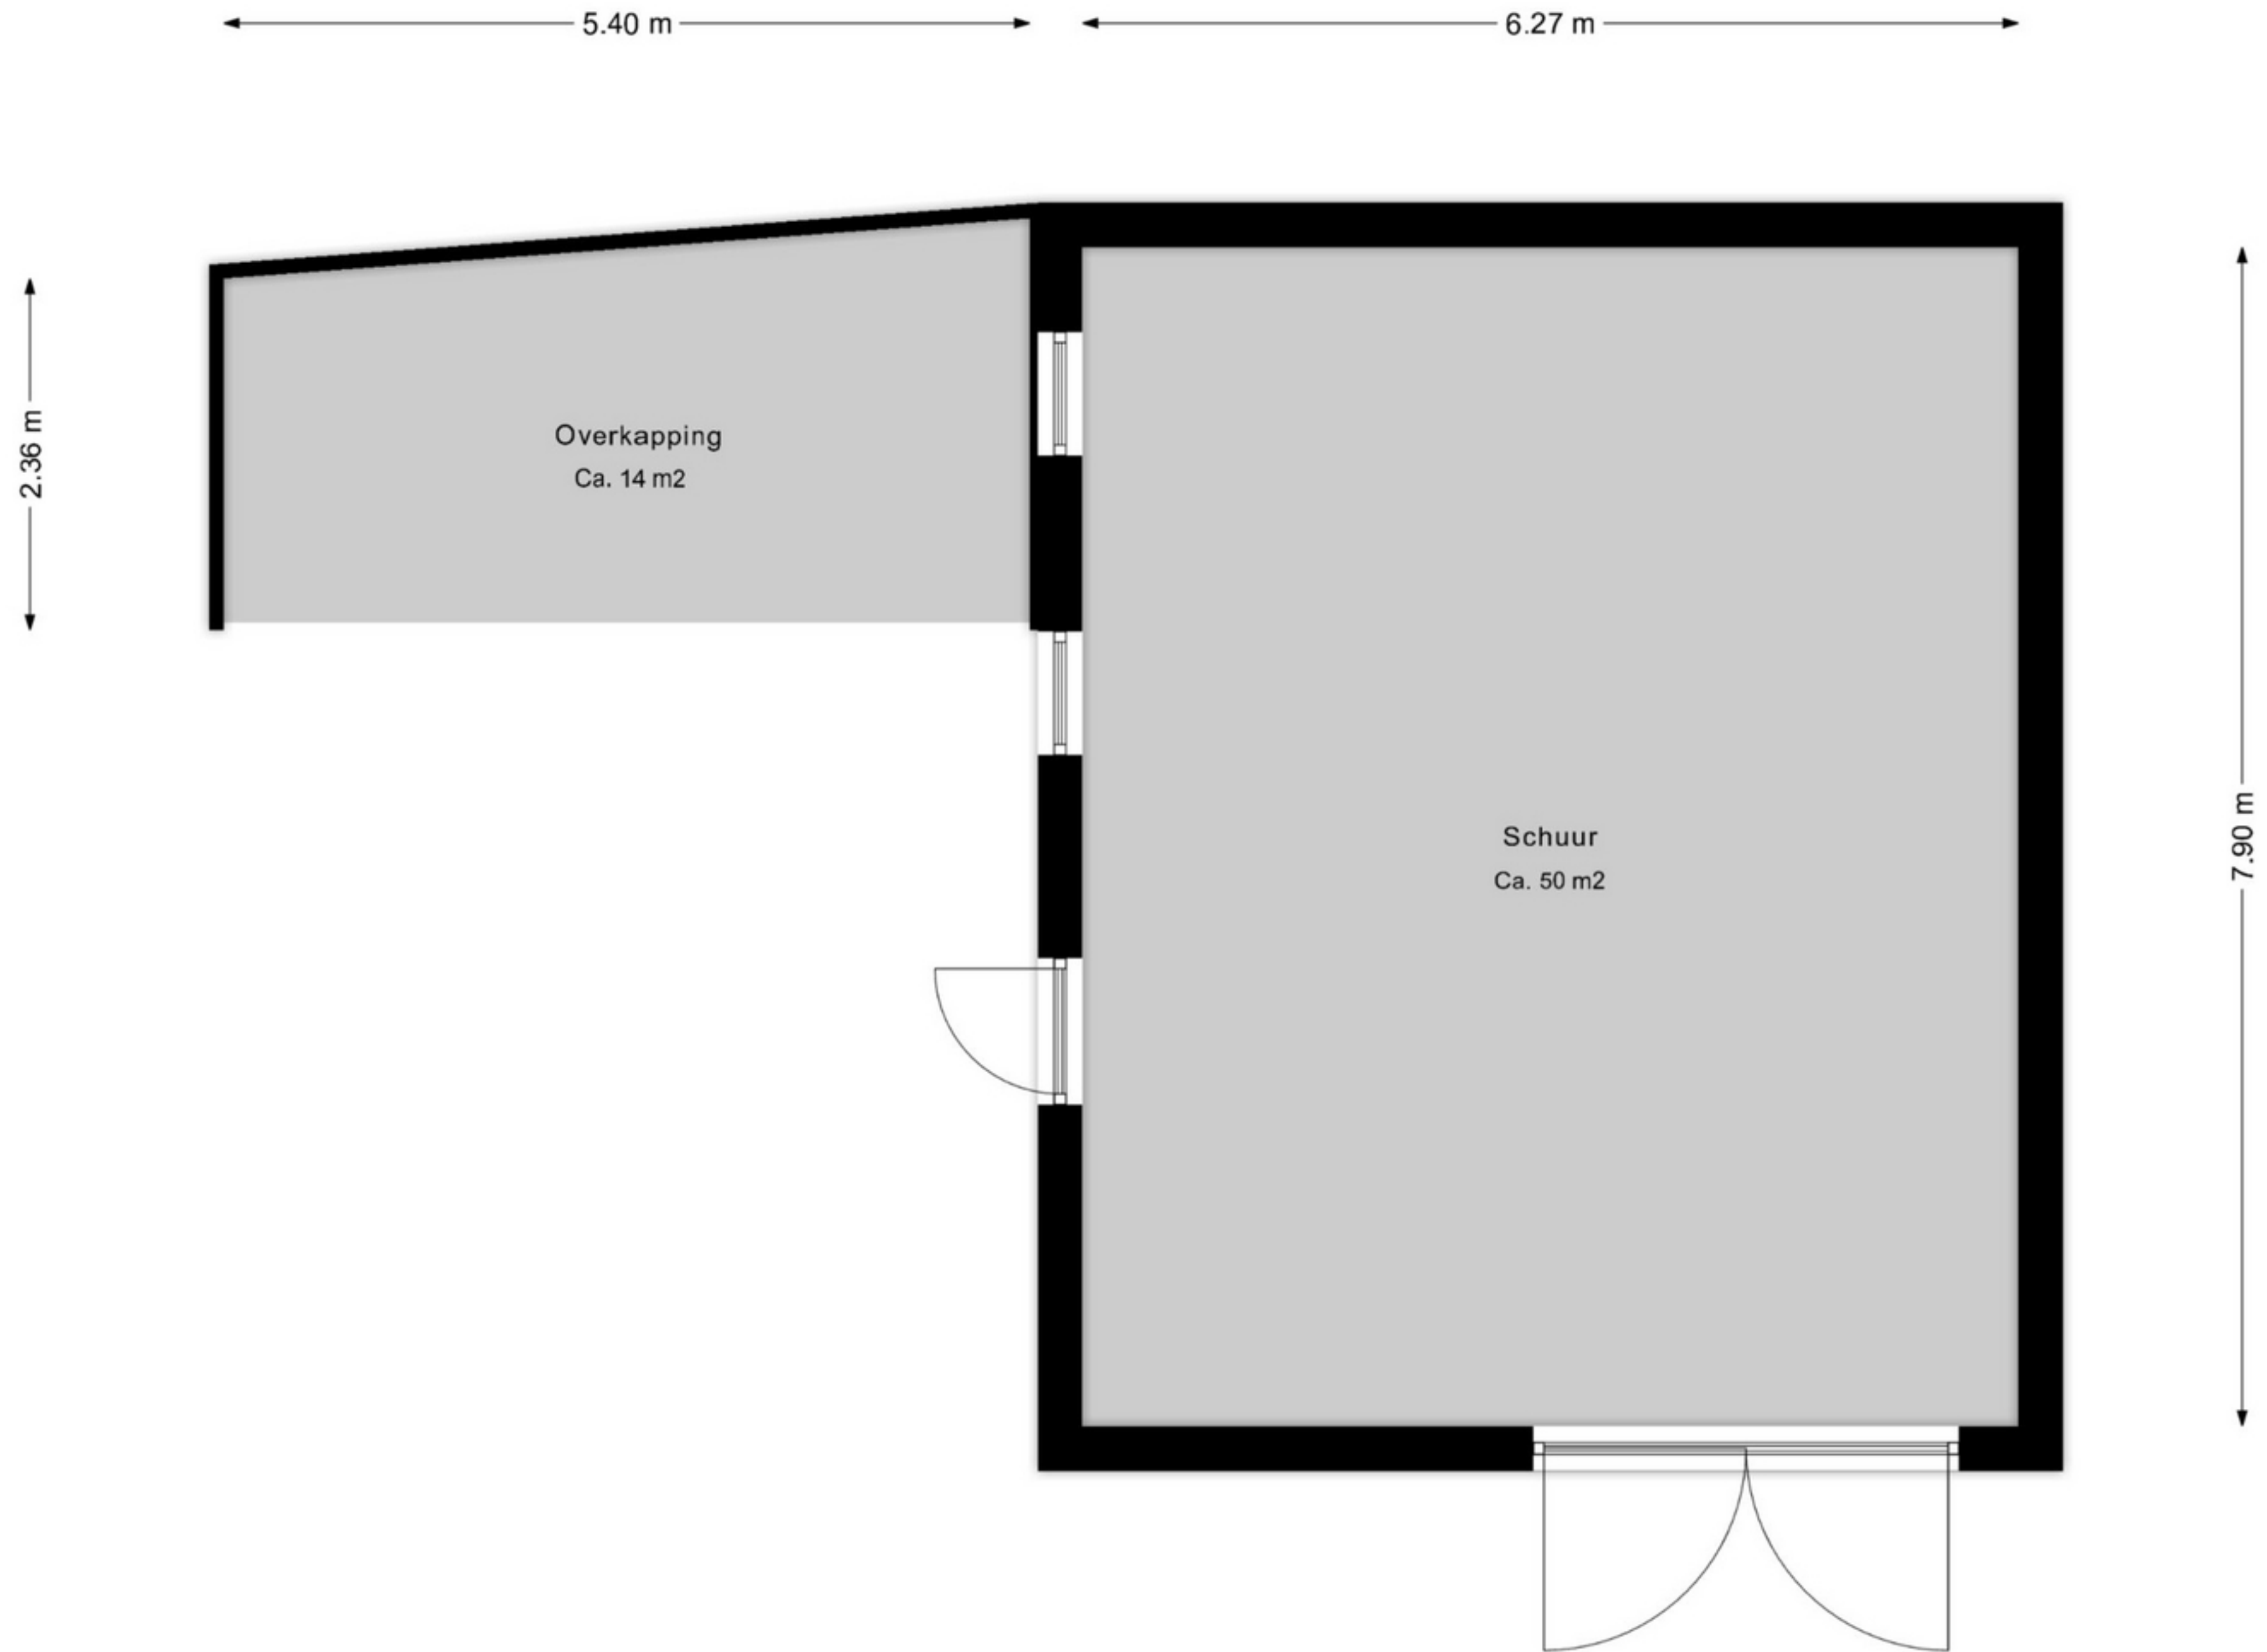 5.40 m
6.27 m
2.36 m
Overkapping
Ca. 14 m2
Schuur
Ca. 50 m2
7.90 m